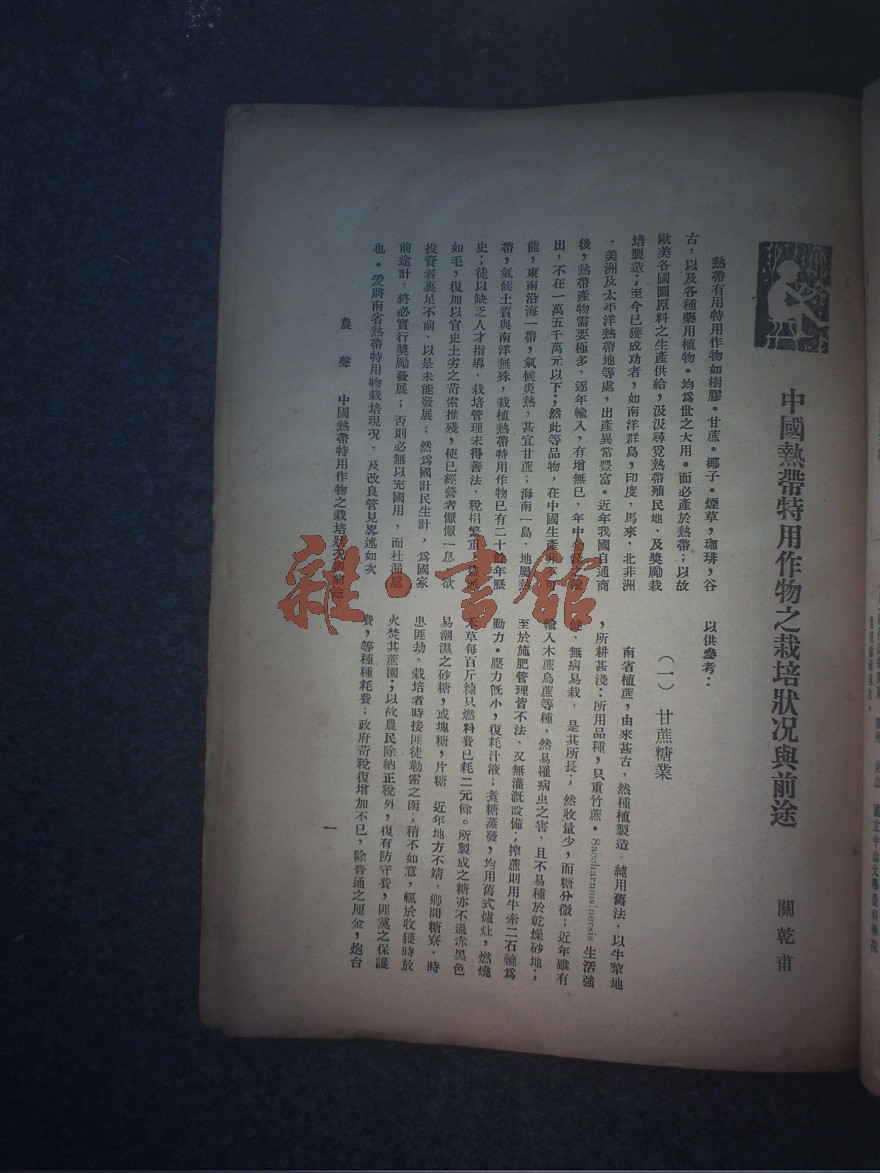 中國熱帶特用作物之栽培狀况與前途
關乾甫
熱帶有用特用作物如樹膠・甘蔗・椰子・煙草，珈琲，谷
古，以及各種藥用植物・均爲世之大用・而必產於熱帶；以故
歐美各國圖原料之生產供給，汲汲尋覓熱帶殖民地、及獎勵栽
培製造；至今已獲成功者，如南洋群島，印度、馬來、北非洲
・美洲及太平洋熱帶地等處，出產異常豐富・近年我國自通商
後，熱帶產物需要極多、逐年輸入，有增無已，年中
出，不在一萬五千萬元以下；然此等品物，在中國生產非
能，東南沿海一帶，氣候炎熱，甚宜甘蔗；海南一島，地屬
帶，氣候土質與南洋無殊，栽植熱帶特用作物已有二十餘年歷
史；徒以缺乏人才指導，栽培管理未得善法，稅捐繁重
如毛，復加以官吏土劣之苛索推殘，使已經營者懨懨一息
投資者裹足不前，以是未能發展；然爲國計民生計，爲國家
前途計，終必實行獎勵發展；否則必無以充國用，而杜漏
也・爰將南省熱帶特用物栽培現況，及改良管見畧述如次
以供參考：
（一）甘蔗糖業
南省植蔗，由來甚古、然種植製造、純用舊法、以牛犂地
，所耕甚淺；所用品種，只重竹蔗・Saccharnmsinensis 生活強
無病易栽，是其所長；然收量少，而糖分微；近年雖有
輸入木蔗烏蔗等種，然易攞病虫之害、且不易種於乾燥砂地；
至於施肥管理皆不法，又無灌溉設備；搾蔗則用牛牽二石轆爲
動力・壓力旣小，復耗汁液；煮糖蒸發，均用舊式爐灶，燃燒
草每百斤糖只燃料費已耗二元餘。所製成之糖亦不過赤黑色
易潮濕之砂糖，或塊糖，片糖　近年地方不靖，鄉間糖寮・時
患匪劫、栽培者時接匪徒勒索之函；稍不如意，輒於收獲時放
火焚其蔗園；以故農民除納正稅外，復有防守費，匪黨之保護
費，等種種耗費；政府苛稅復增加不已，除普通之厘金，炮台
農聲　中國熱帶特用作物之栽培狀况
一
雜・書舘